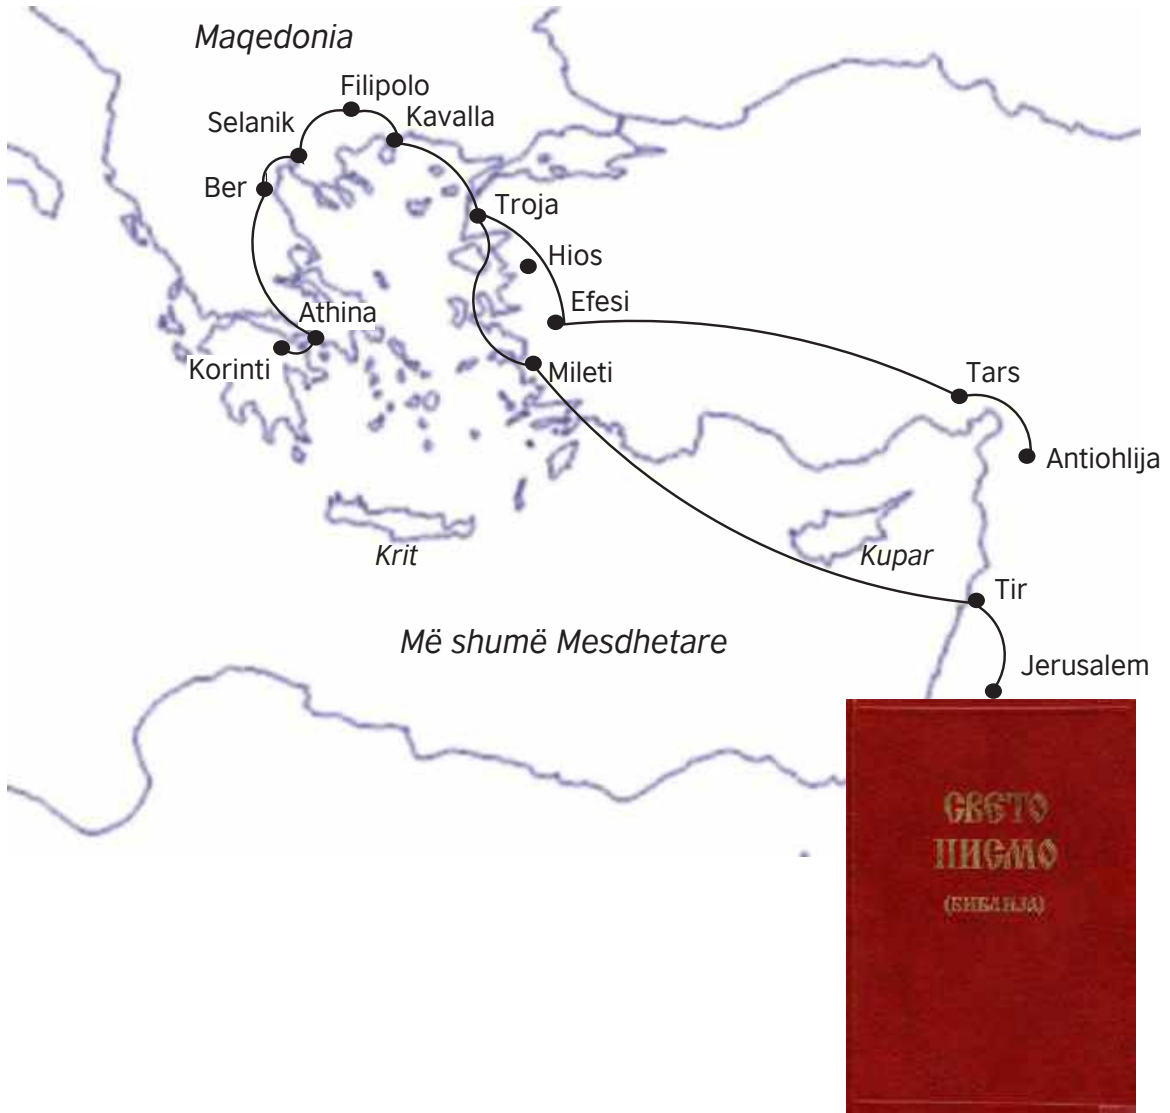 Maqedonia
Filipolo
Kavalla
Selanik
Ber
Troja
Hios
Efesi
Athina
Korinti
Mileti
Tars
Antiohlija
Krit
Kupar
Tir
Më shumë Mesdhetare
Jerusalem
СВЕТО
ПИСМО
(БИБЛИЈА)